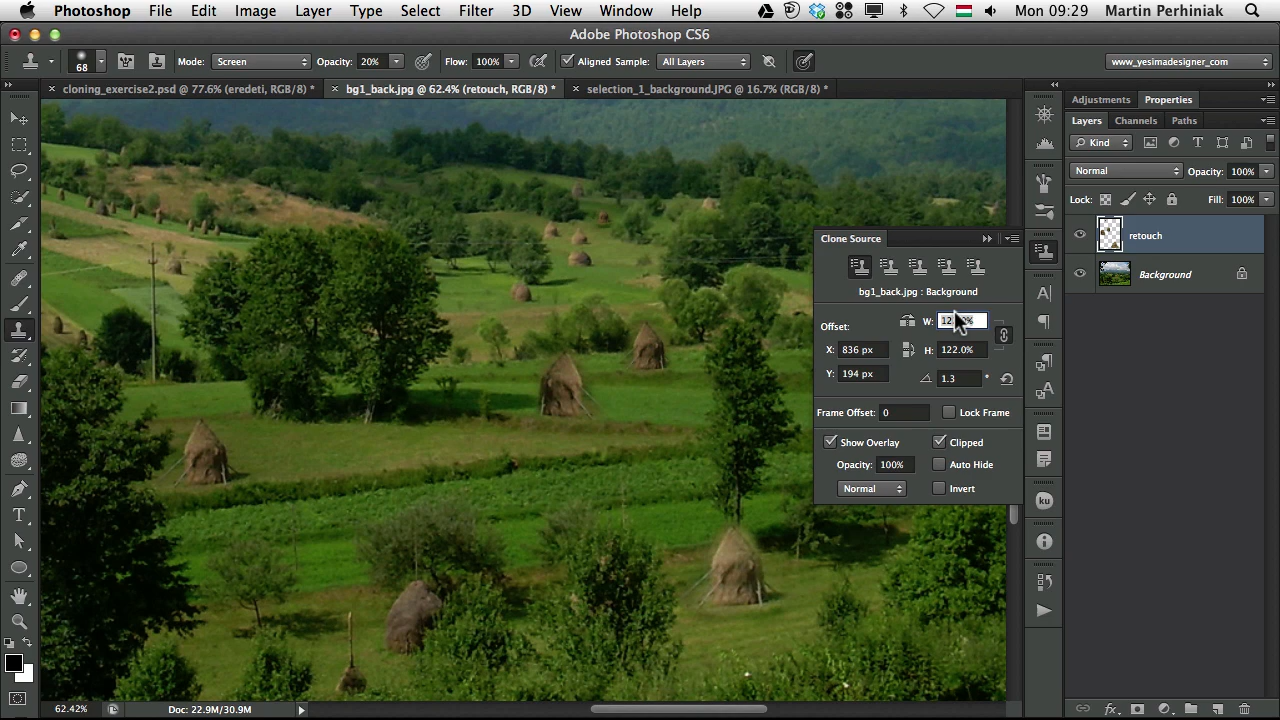 Photoshop File Edit Image Layer Type Select Filter 3D View Window Help Mon 09:29 Martin Perhiniak
Adobe Photoshop CS6
68 Mode: Screen Opacity: 20% Flow: 100% Aligned Sample: All Layers www_yesimadesigner_com
cloning_exercise2.psd @ 77.6% (eredeti, RGB/8) * bg1_back.jpg @ 62.4% (retouch, RGB/8) * selection_1_background.JPG @ 16.7% (RGB/8) *
Adjustments Properties
Layers Channels Paths
Kind T
Normal Opacity: 100%
Lock: Fill: 100%
retouch
Background
Clone Source
bg1_back.jpg : Background
Offset: W:
X: 836 px H: 122.0%
Y: 194 px 1.3 °
Frame Offset: 0 Lock Frame
Show Overlay Clipped
Opacity: 100% Auto Hide
Normal Invert
A
ku
T
62.42% Doc: 22.9M/30.9M
fx